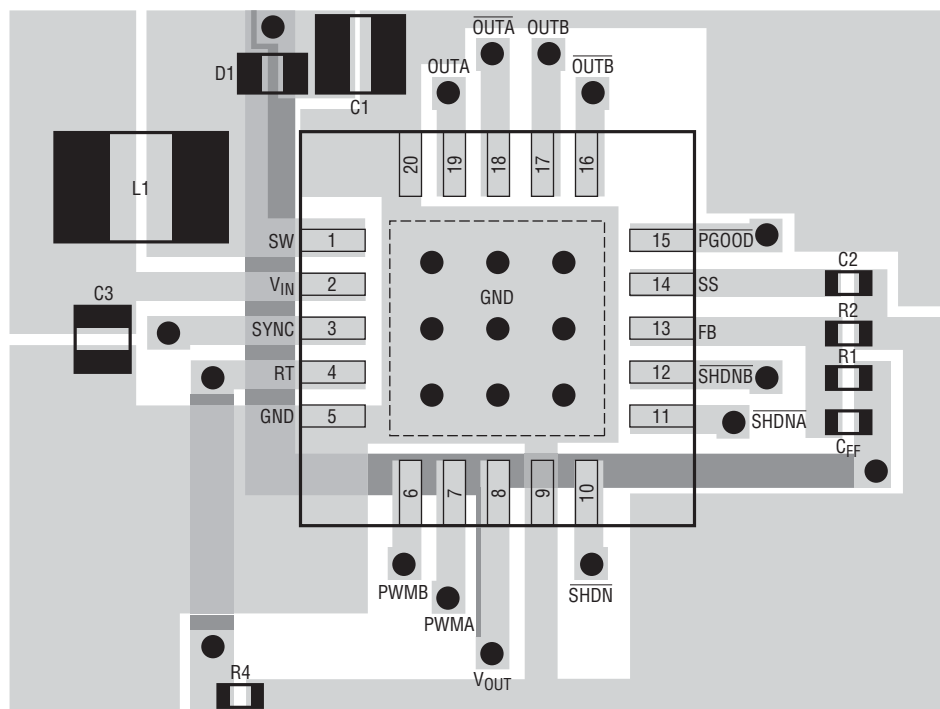 OUTA OUTB
D1 OUTA OUTB
C1
20 19 18 17 16
L1
SW 1 15 PGOOD
VIN 2 GND 14 SS C2
C3 SYNC 3 13 FB R2
RT 4 12 SHDNB R1
GND 5 11 SHDNA
CFF
6 7 8 9 10
PWMB SHDN
PWMA
R4 VOUT